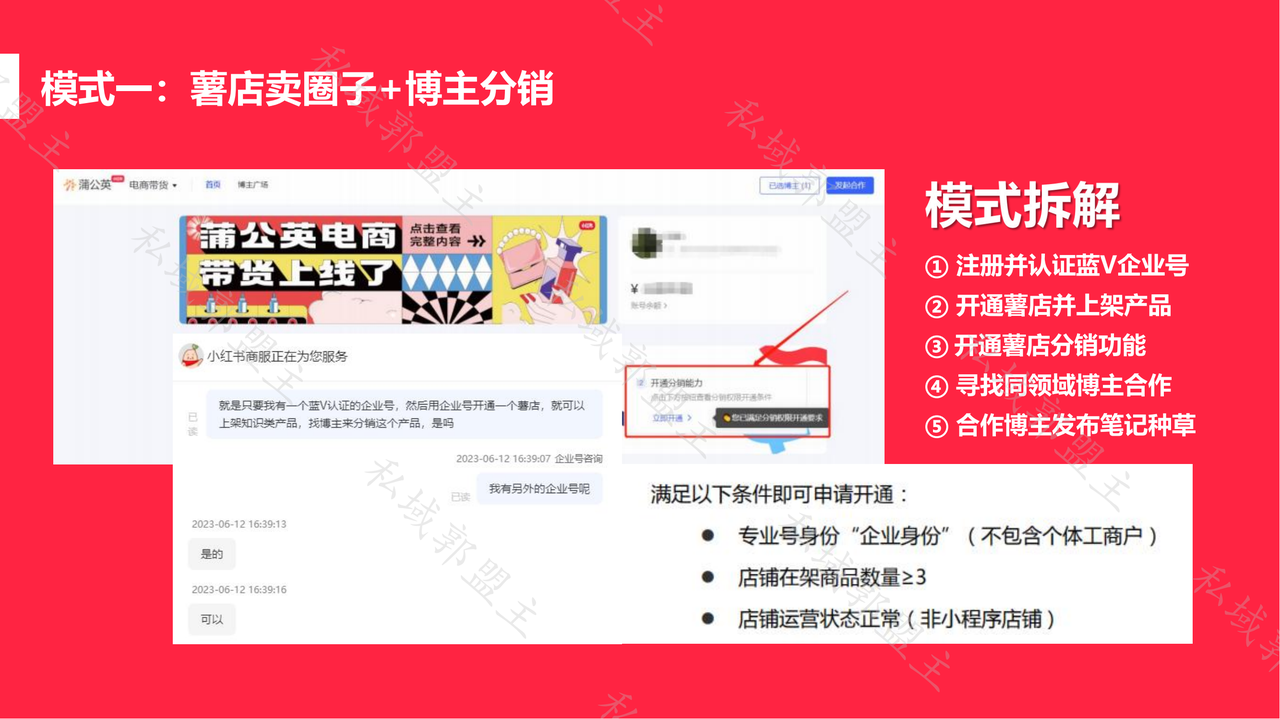 模式一：薯店卖圈子+博主分销
蒲公英 电商带货 首页 博主广场
已选博主 (1) 发起合作
蒲公英电商
带货上线了
点击查看
完整内容
¥
账号余额 >
小红书商服正在为您服务
就是只要我有一个蓝V认证的企业号，然后用企业号开通一个薯店，就可以
上架知识类产品，找博主来分销这个产品，是吗
已读
2023-06-12 16:39:07 企业号咨询
我有另外的企业号呢
已读
2023-06-12 16:39:13
是的
2023-06-12 16:39:16
可以
② 开通分销能力
点击下方按钮查看分销权限开通条件
立即开通 >
您已满足分销权限开通要求
模式拆解
① 注册并认证蓝V企业号
② 开通薯店并上架产品
③ 开通薯店分销功能
④ 寻找同领域博主合作
⑤ 合作博主发布笔记种草
满足以下条件即可申请开通：
● 专业号身份“企业身份”（不包含个体工商户）
● 店铺在架商品数量≥3
● 店铺运营状态正常（非小程序店铺）
私域郭盟主